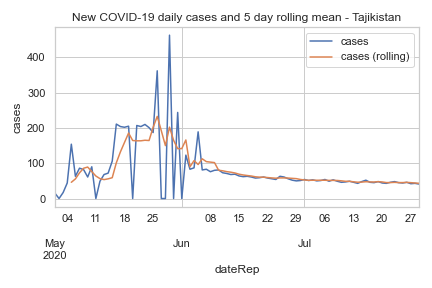 New COVID-19 daily cases and 5 day rolling mean - Tajikistan
cases
cases (rolling)
400
300
200
100
0
cases
04 11 18 25 08 15 22 29 06 13 20 27
May Jun Jul
2020
dateRep